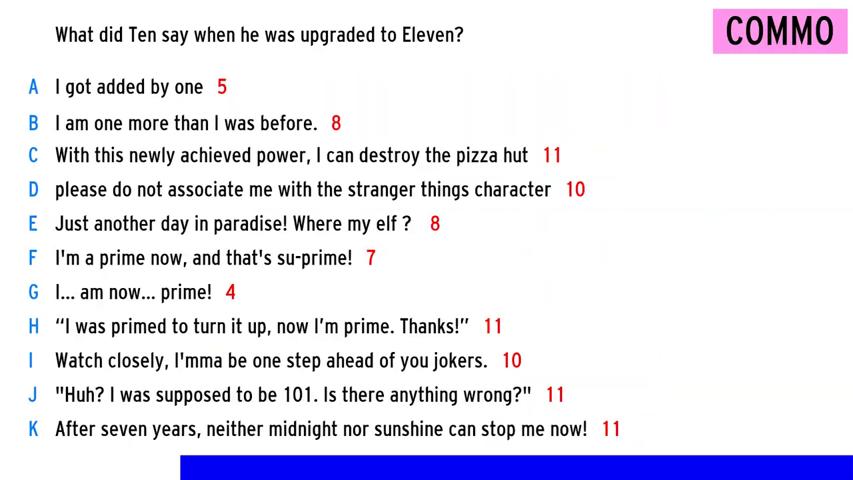 What did Ten say when he was upgraded to Eleven?
COMMO
A I got added by one 5
B I am one more than I was before. 8
C With this newly achieved power, I can destroy the pizza hut 11
D please do not associate me with the stranger things character 10
E Just another day in paradise! Where my elf ? 8
F I'm a prime now, and that's su-prime! 7
G I... am now... prime! 4
H “I was primed to turn it up, now I’m prime. Thanks!” 11
I Watch closely, I'mma be one step ahead of you jokers. 10
J "Huh? I was supposed to be 101. Is there anything wrong?" 11
K After seven years, neither midnight nor sunshine can stop me now! 11